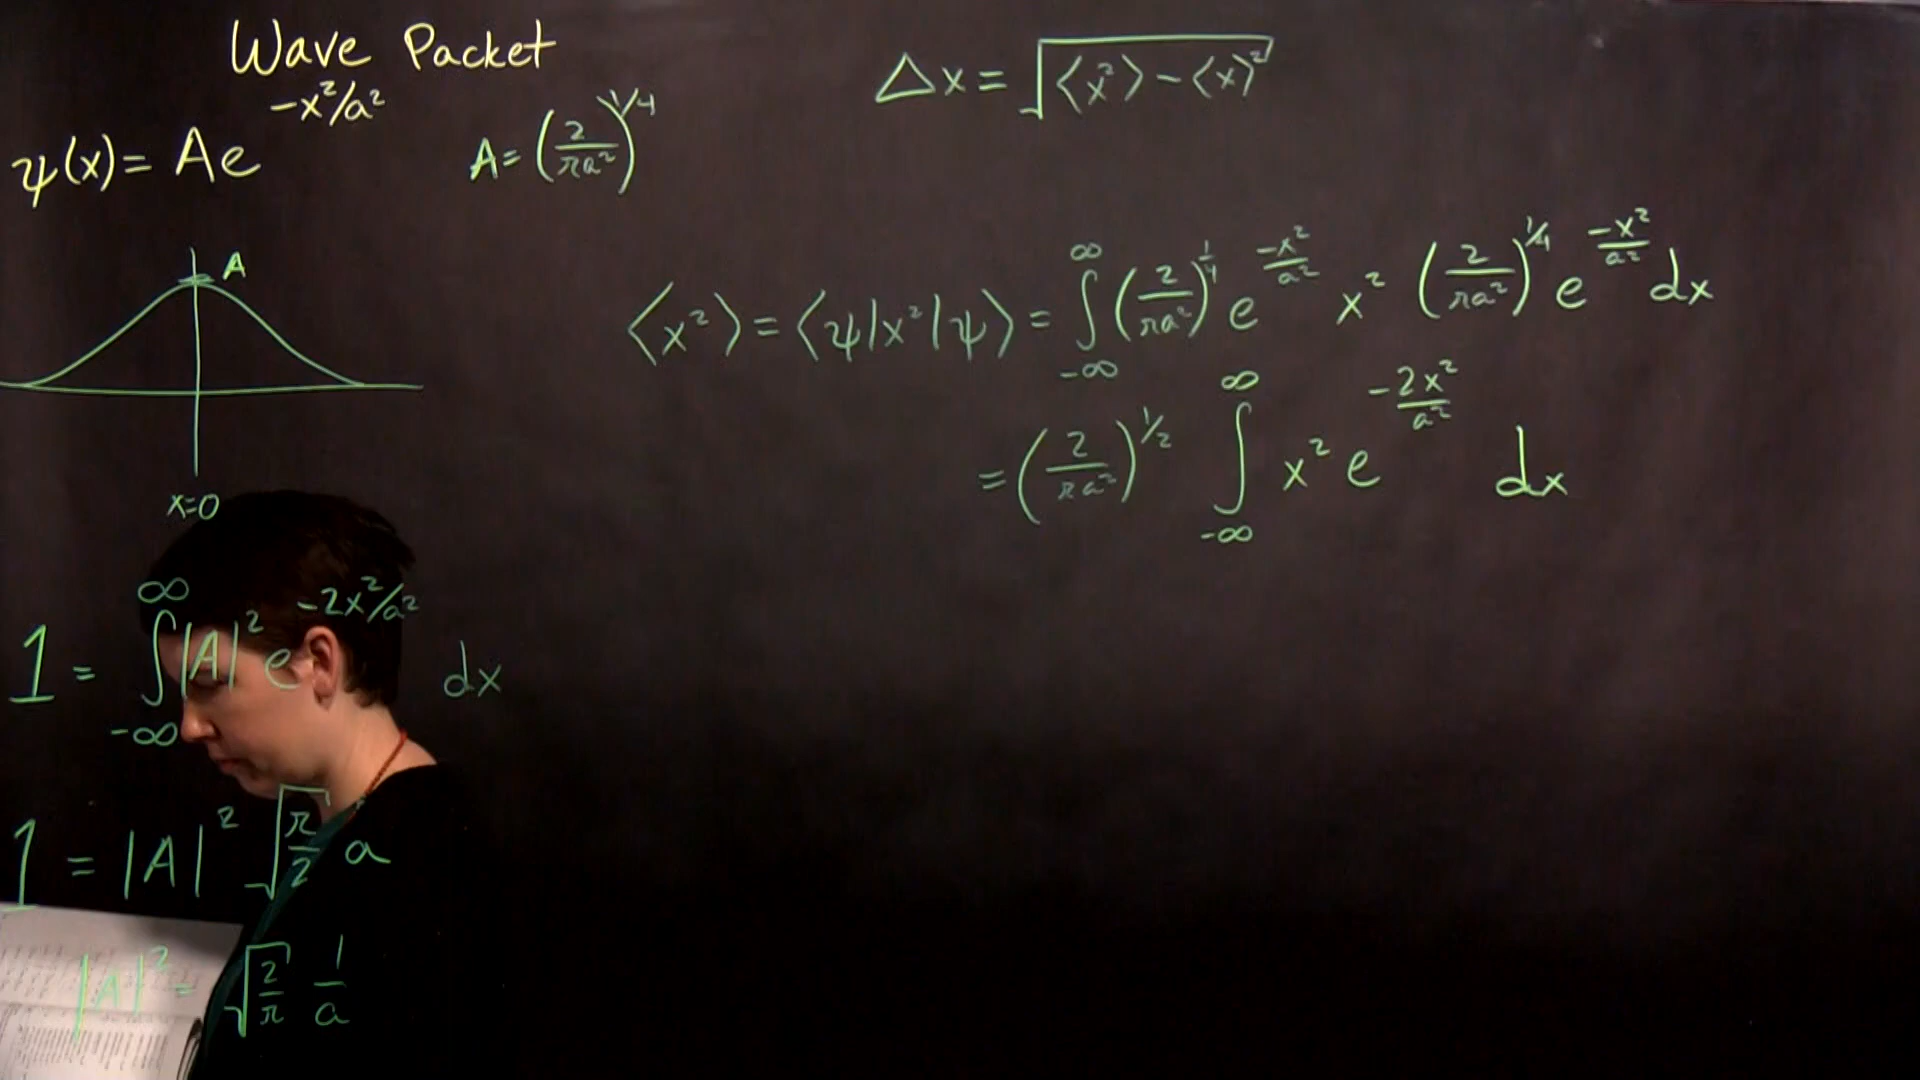 Wave Packet
ψ(x) = Ae^{-x²/a²}
A = (2/πa²)^{1/4}
A
x=0
1 = ∫_{-∞}^{∞} |A|² e^{-2x²/a²} dx
1 = |A|² √(π/2) a
|A|² = √(2/π) 1/a
Δx = √(⟨x²⟩ - ⟨x⟩²)
⟨x²⟩ = ⟨ψ|x²|ψ⟩ = ∫_{-∞}^{∞} (2/πa²)^{1/4} e^{-x²/a²} x² (2/πa²)^{1/4} e^{-x²/a²} dx
= (2/πa²)^{1/2} ∫_{-∞}^{∞} x² e^{-2x²/a²} dx